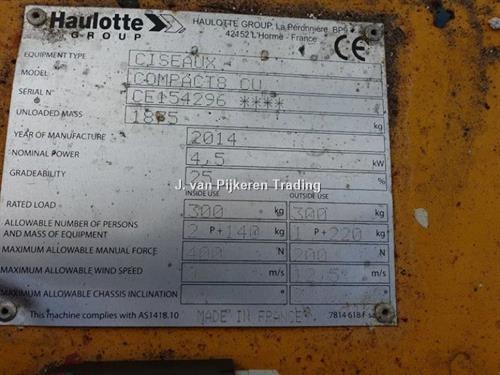 Haulotte
GROUP
HAULOTTE GROUP, La Péronnière, BP9
42152 L'Horme - France
CE
EQUIPMENT TYPE CISEAUX
MODEL COMPACT8 CU
SERIAL N° CE154296 ****
UNLOADED MASS kg
YEAR OF MANUFACTURE 2014
NOMINAL POWER 4,5 kW
GRADEABILITY 25 %
J. van Pijkeren Trading
INSIDE USE OUTSIDE USE
RATED LOAD 300 kg 300 kg
ALLOWABLE NUMBER OF PERSONS
AND MASS OF EQUIPMENT 2 P+140 kg 1 P+220 kg
MAXIMUM ALLOWABLE MANUAL FORCE 400 N 200 N
MAXIMUM ALLOWABLE WIND SPEED m/s 12,5 m/s
MAXIMUM ALLOWABLE CHASSIS INCLINATION
This machine complies with AS1418.10 MADE IN FRANCE 7814 618 F